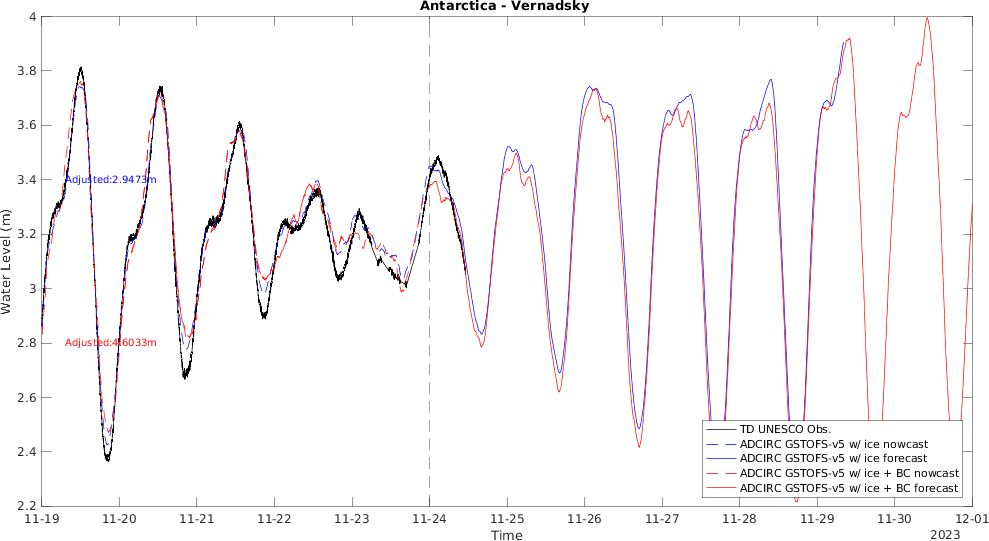 Antarctica - Vernadsky
4
3.8
3.6
3.4
3.2
3
2.8
2.6
2.4
2.2
Water Level (m)
Adjusted:2.9473m
Adjusted:4.6033m
TD UNESCO Obs.
ADCIRC GSTOFS-v5 w/ ice nowcast
ADCIRC GSTOFS-v5 w/ ice forecast
ADCIRC GSTOFS-v5 w/ ice + BC nowcast
ADCIRC GSTOFS-v5 w/ ice + BC forecast
11-19 11-20 11-21 11-22 11-23 11-24 11-25 11-26 11-27 11-28 11-29 11-30 12-01
Time
2023